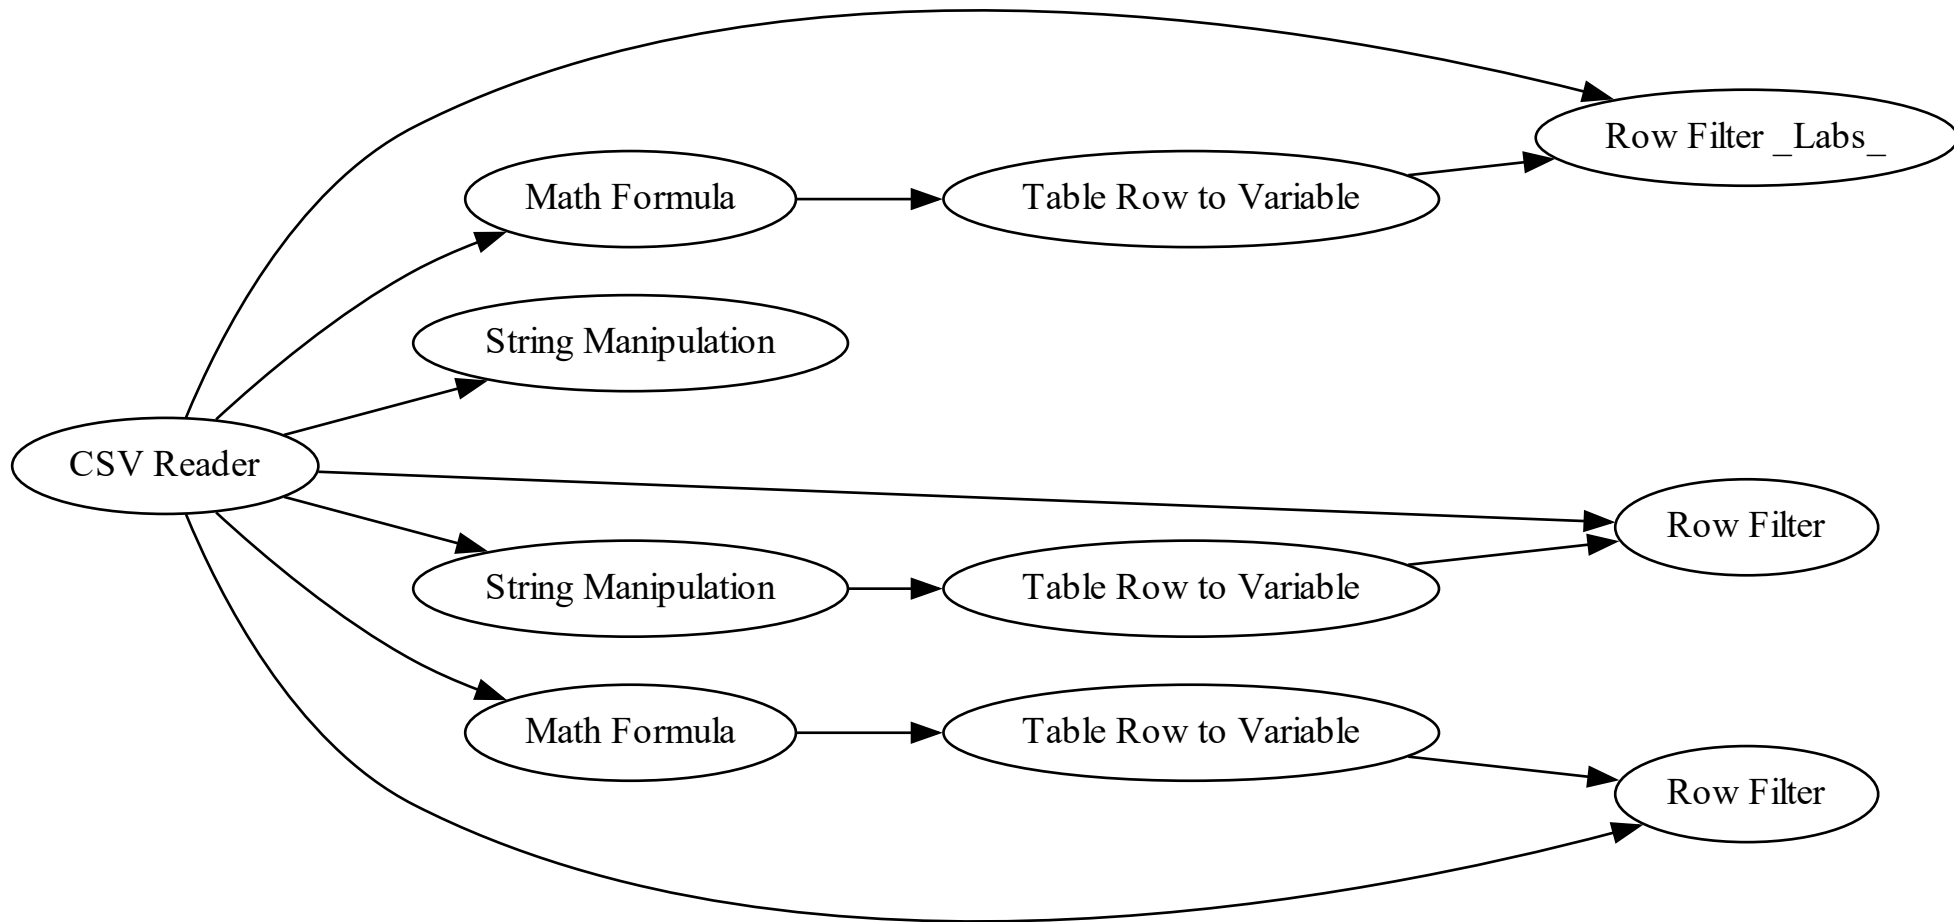 Row Filter _Labs_
Math Formula
Table Row to Variable
String Manipulation
CSV Reader
Row Filter
String Manipulation
Table Row to Variable
Math Formula
Table Row to Variable
Row Filter